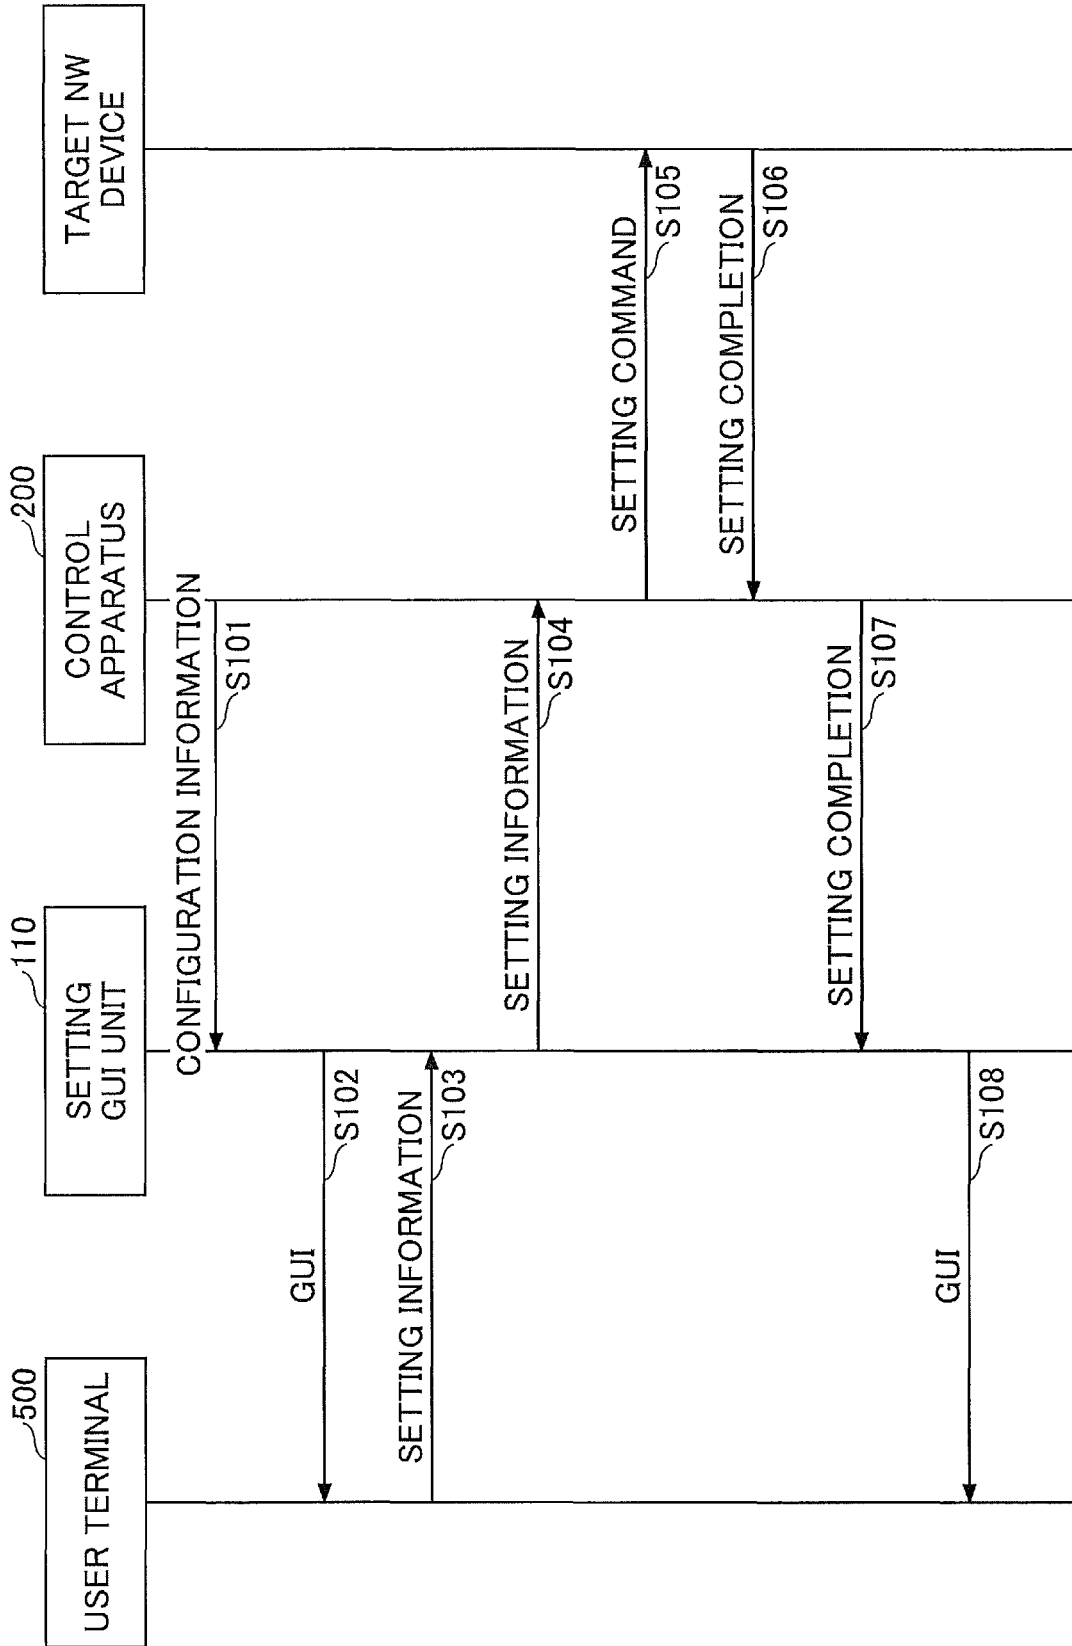 500
USER TERMINAL
110
SETTING
GUI UNIT
200
CONTROL
APPARATUS
TARGET NW
DEVICE
CONFIGURATION INFORMATION
S101
GUI
S102
SETTING INFORMATION
S103
SETTING INFORMATION
S104
SETTING COMMAND
S105
SETTING COMPLETION
S106
SETTING COMPLETION
S107
GUI
S108